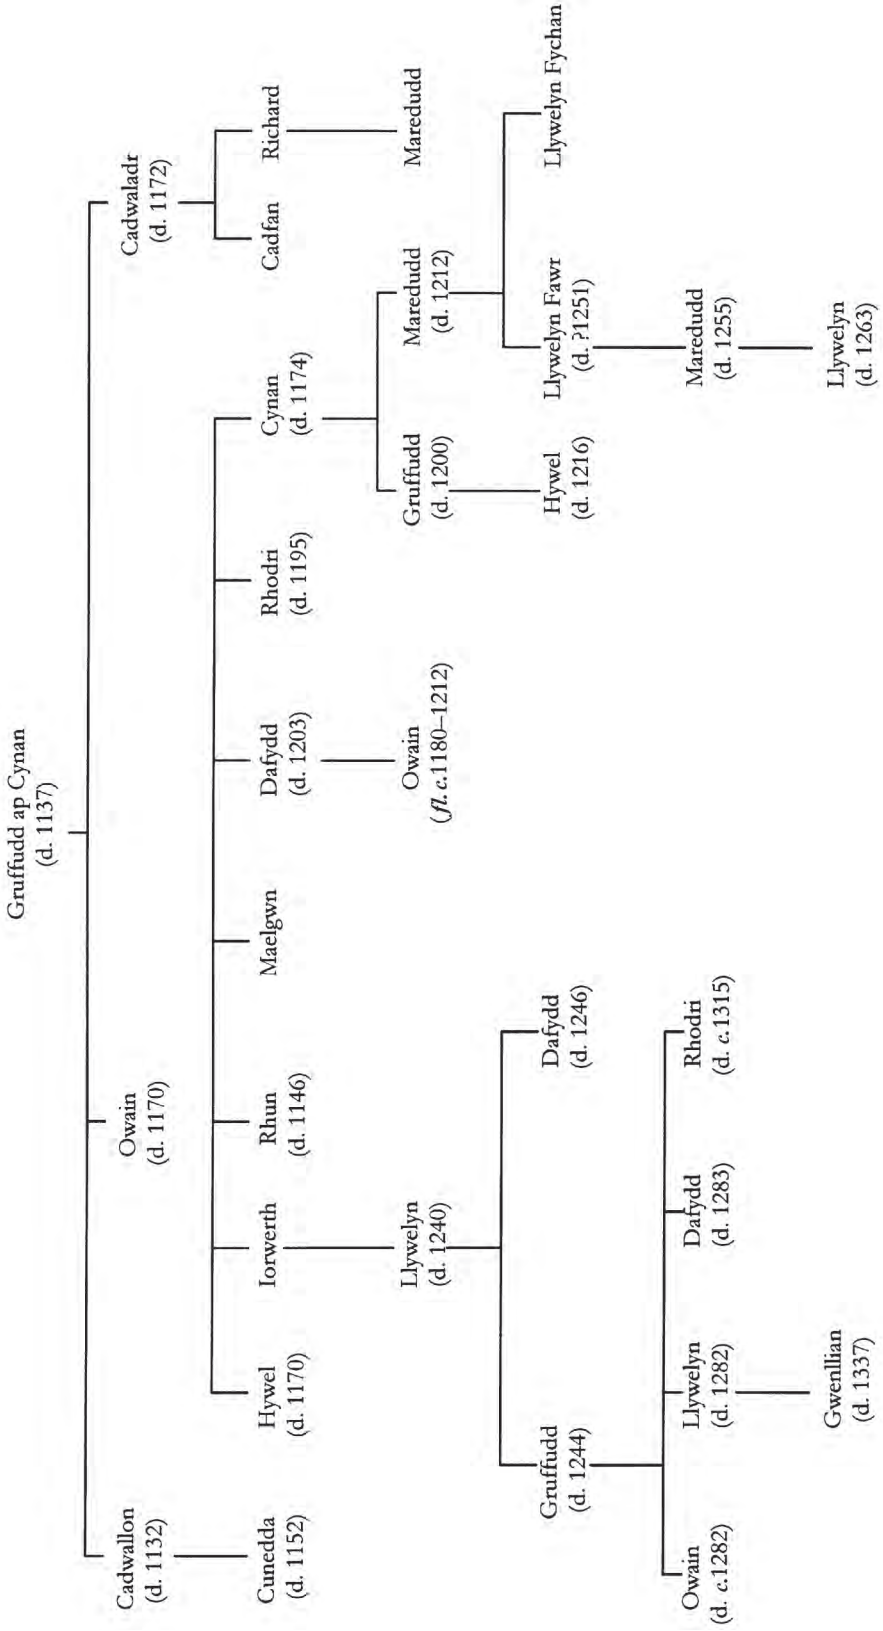 Gruffudd ap Cynan
(d. 1137)
Cadwallon
(d. 1132)
Owain
(d. 1170)
Cadwaladr
(d. 1172)
Cunedda
(d. 1152)
Hywel
(d. 1170)
Iorwerth
Rhun
(d. 1146)
Maelgwn
Dafydd
(d. 1203)
Rhodri
(d. 1195)
Cynan
(d. 1174)
Cadfan
Richard
Llywelyn
(d. 1240)
Owain
(fl. c.1180–1212)
Gruffudd
(d. 1200)
Maredudd
(d. 1212)
Maredudd
Gruffudd
(d. 1244)
Dafydd
(d. 1246)
Hywel
(d. 1216)
Llywelyn Fawr
(d. ?1251)
Llywelyn Fychan
Owain
(d. c.1282)
Llywelyn
(d. 1282)
Dafydd
(d. 1283)
Rhodri
(d. c.1315)
Maredudd
(d. 1255)
Gwenllian
(d. 1337)
Llywelyn
(d. 1263)